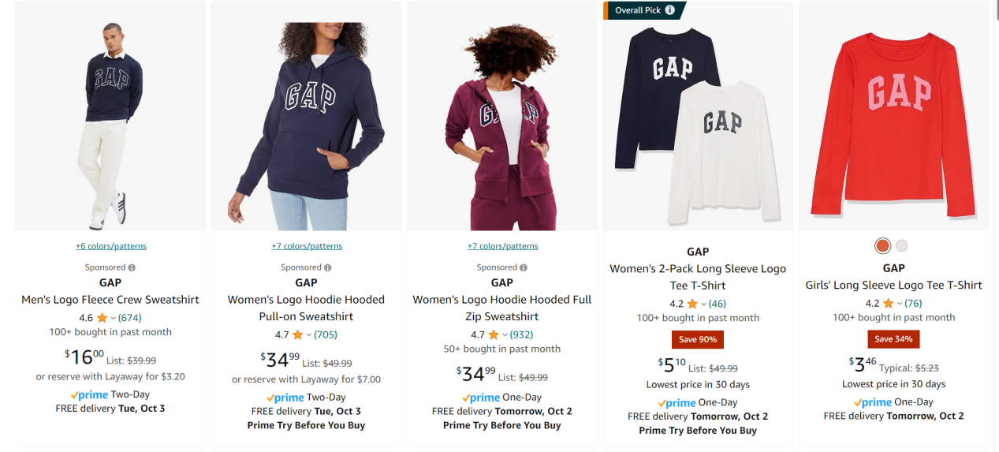 Overall Pick
GAP
GAP
GAP
GAP
GAP
GAP
+6 colors/patterns
Sponsored
GAP
Men's Logo Fleece Crew Sweatshirt
4.6 (674)
100+ bought in past month
$1600 List: $39.99
or reserve with Layaway for $3.20
prime Two-Day
FREE delivery Tue, Oct 3
+7 colors/patterns
Sponsored
GAP
Women's Logo Hoodie Hooded
Pull-on Sweatshirt
4.7 (705)
$3499 List: $49.99
or reserve with Layaway for $7.00
prime Two-Day
FREE delivery Tue, Oct 3
Prime Try Before You Buy
+7 colors/patterns
Sponsored
GAP
Women's Logo Hoodie Hooded Full
Zip Sweatshirt
4.7 (932)
50+ bought in past month
$3499 List: $49.99
prime One-Day
FREE delivery Tomorrow, Oct 2
Prime Try Before You Buy
GAP
Women's 2-Pack Long Sleeve Logo
Tee T-Shirt
4.2 (46)
100+ bought in past month
Save 90%
$510 List: $49.99
Lowest price in 30 days
prime One-Day
FREE delivery Tomorrow, Oct 2
Prime Try Before You Buy
GAP
Girls' Long Sleeve Logo Tee T-Shirt
4.2 (76)
100+ bought in past month
Save 34%
$346 Typical: $5.23
Lowest price in 30 days
prime One-Day
FREE delivery Tomorrow, Oct 2